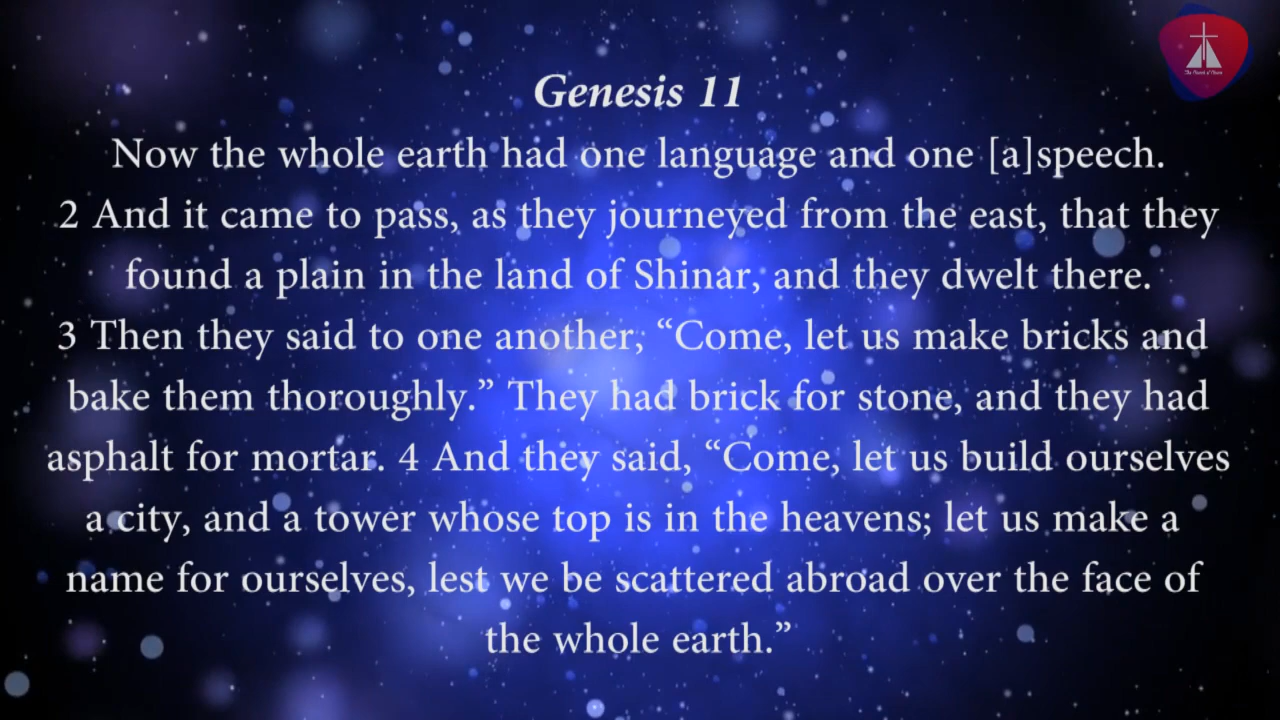 Genesis 11
Now the whole earth had one language and one [a]speech.
2 And it came to pass, as they journeyed from the east, that they
found a plain in the land of Shinar, and they dwelt there.
3 Then they said to one another, “Come, let us make bricks and
bake them thoroughly.” They had brick for stone, and they had
asphalt for mortar. 4 And they said, “Come, let us build ourselves
a city, and a tower whose top is in the heavens; let us make a
name for ourselves, lest we be scattered abroad over the face of
the whole earth.”